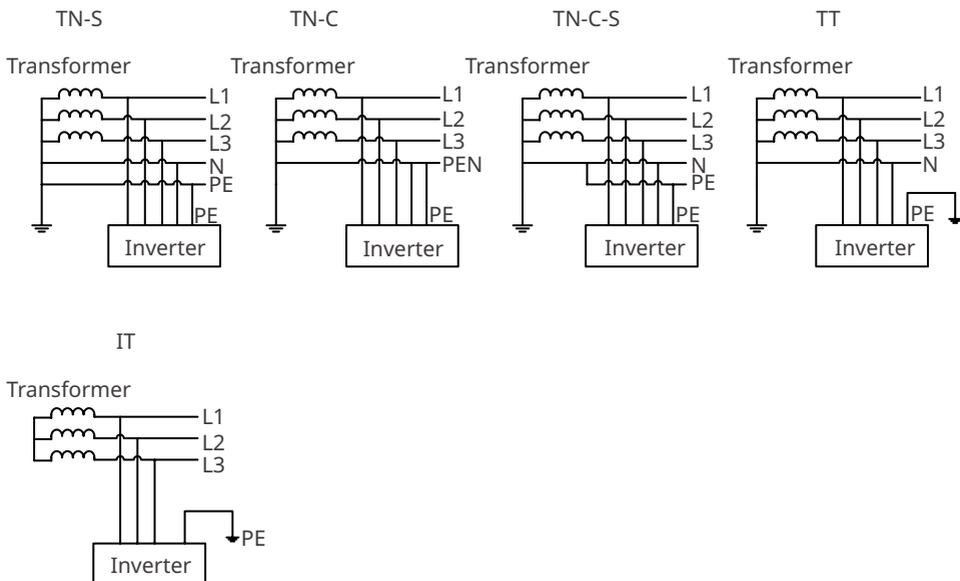 TN-S TN-C TN-C-S TT
Transformer Transformer Transformer Transformer
L1 L1 L1 L1
L2 L2 L2 L2
L3 L3 L3 L3
N PEN N N
PE PE
PE PE PE PE
Inverter Inverter Inverter Inverter
IT
Transformer
L1
L2
L3
PE
Inverter